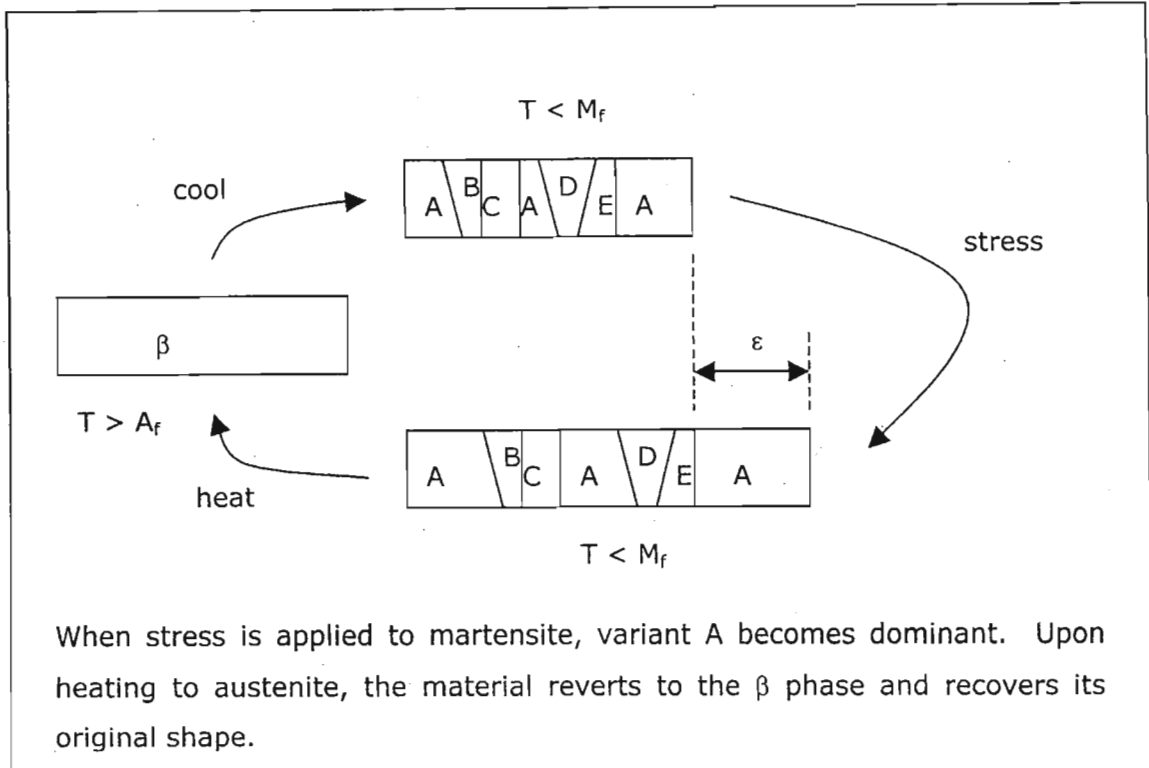 T < Mf
cool
A B C A D E A
stress
β
ε
T > Af
A B C A D E A
heat
T < Mf
When stress is applied to martensite, variant A becomes dominant. Upon
heating to austenite, the material reverts to the β phase and recovers its
original shape.